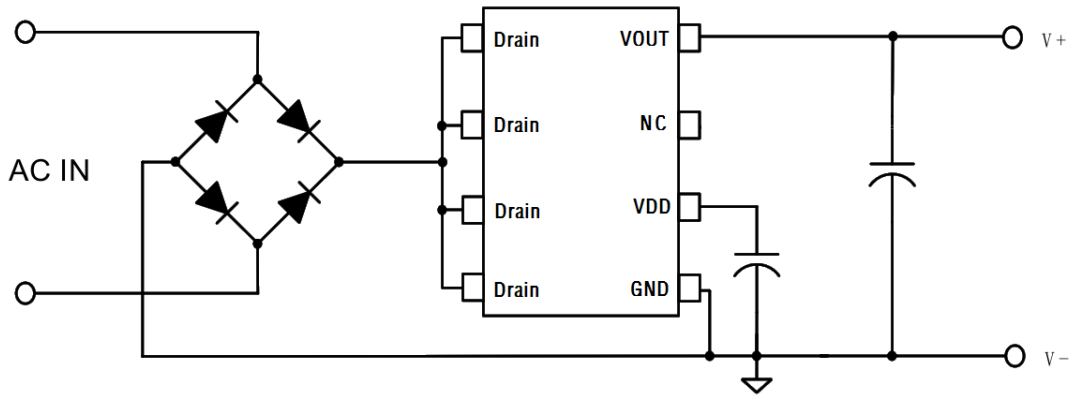 AC IN
Drain
Drain
Drain
Drain
VOUT
NC
VDD
GND
V+
V-